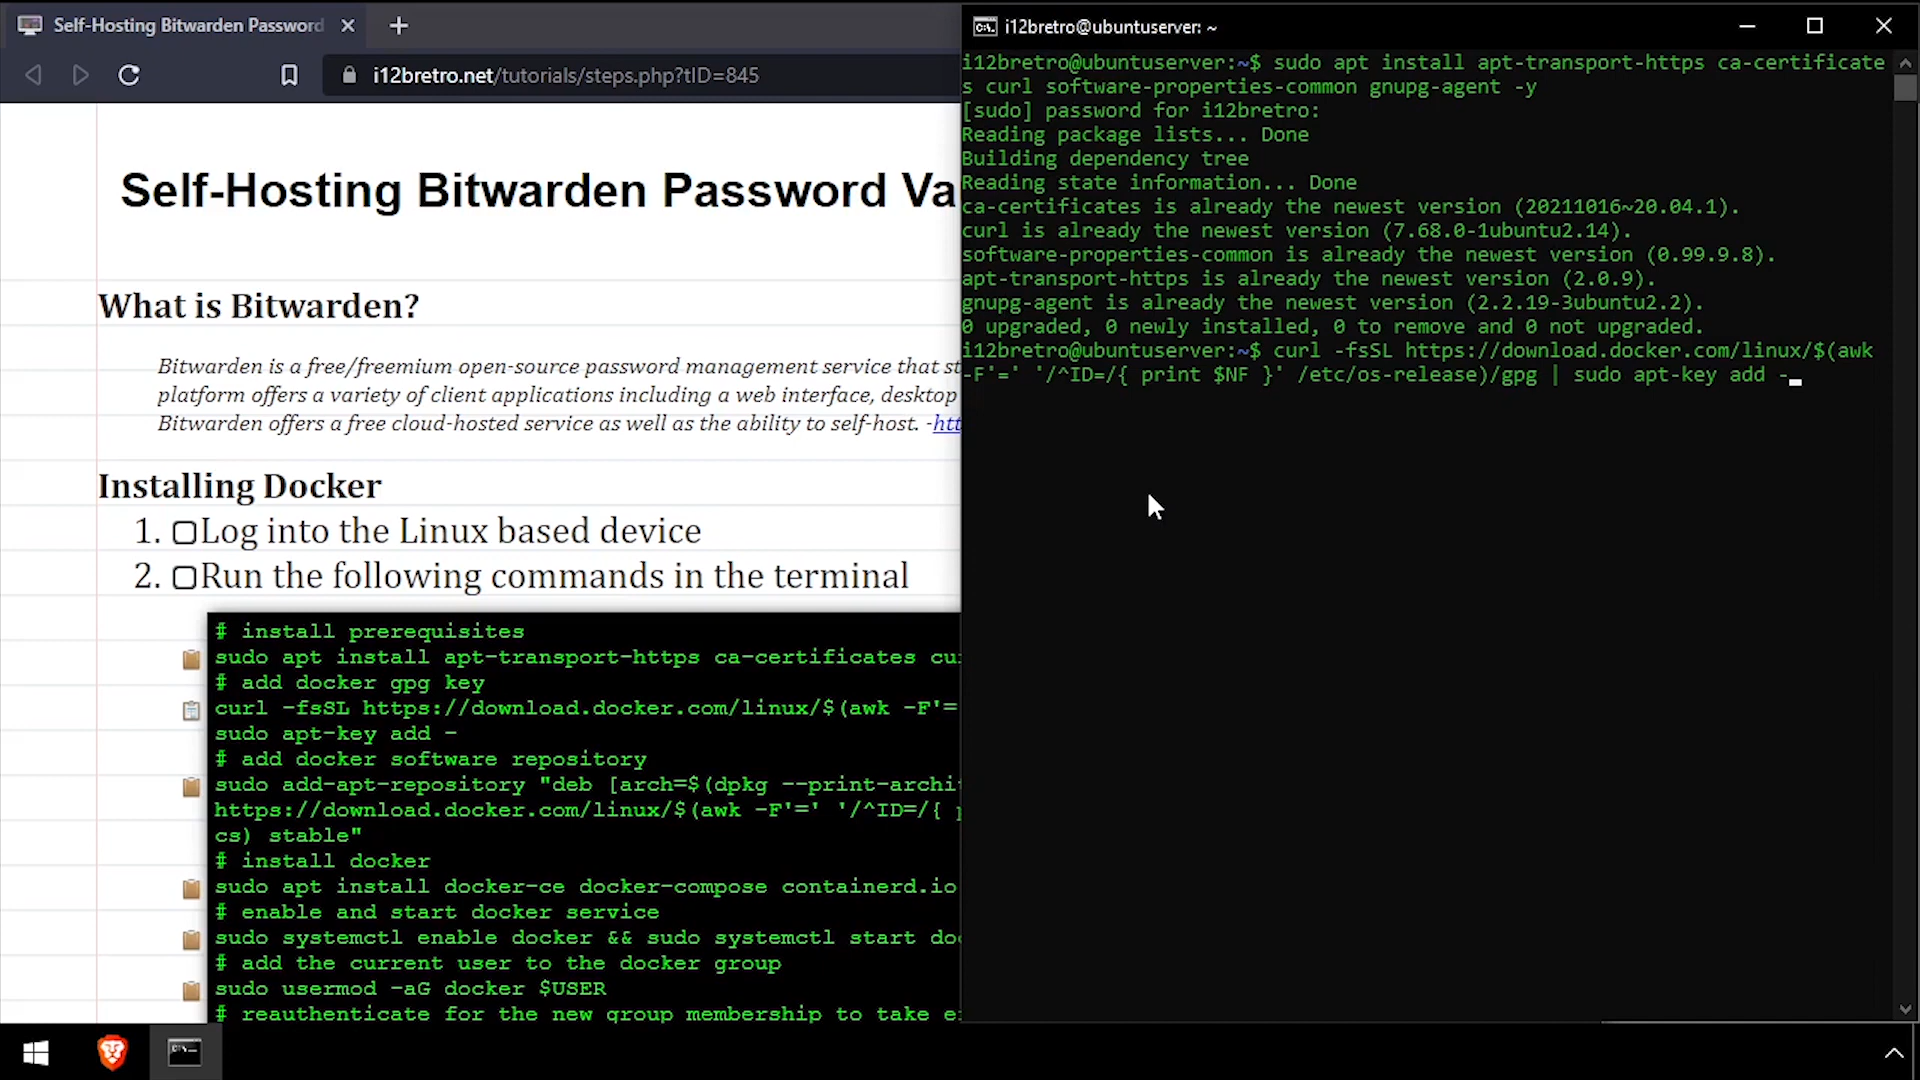 Self-Hosting Bitwarden Password
i12bretro.net/tutorials/steps.php?tID=845
Self-Hosting Bitwarden Password Va
What is Bitwarden?
Bitwarden is a free/freemium open-source password management service that st
platform offers a variety of client applications including a web interface, desktop
Bitwarden offers a free cloud-hosted service as well as the ability to self-host. -htt
Installing Docker
1. Log into the Linux based device
2. Run the following commands in the terminal
# install prerequisites
sudo apt install apt-transport-https ca-certificates cu
# add docker gpg key
curl -fsSL https://download.docker.com/linux/$(awk -F'=
sudo apt-key add -
# add docker software repository
sudo add-apt-repository "deb [arch=$(dpkg --print-archi
https://download.docker.com/linux/$(awk -F'=' '/^ID=/{ p
cs) stable"
# install docker
sudo apt install docker-ce docker-compose containerd.io
# enable and start docker service
sudo systemctl enable docker && sudo systemctl start do
# add the current user to the docker group
sudo usermod -aG docker $USER
# reauthenticate for the new group membership to take e
i12bretro@ubuntuserver: ~
i12bretro@ubuntuserver:~$ sudo apt install apt-transport-https ca-certificate
s curl software-properties-common gnupg-agent -y
[sudo] password for i12bretro:
Reading package lists... Done
Building dependency tree
Reading state information... Done
ca-certificates is already the newest version (20211016~20.04.1).
curl is already the newest version (7.68.0-1ubuntu2.14).
software-properties-common is already the newest version (0.99.9.8).
apt-transport-https is already the newest version (2.0.9).
gnupg-agent is already the newest version (2.2.19-3ubuntu2.2).
0 upgraded, 0 newly installed, 0 to remove and 0 not upgraded.
i12bretro@ubuntuserver:~$ curl -fsSL https://download.docker.com/linux/$(awk
-F'=' '/^ID=/{ print $NF }' /etc/os-release)/gpg | sudo apt-key add -